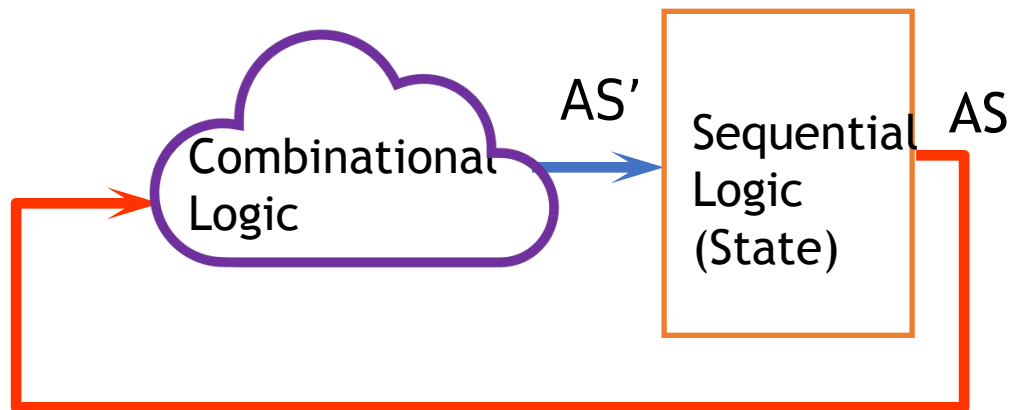 Combinational
Logic
AS’
Sequential
Logic
(State)
AS